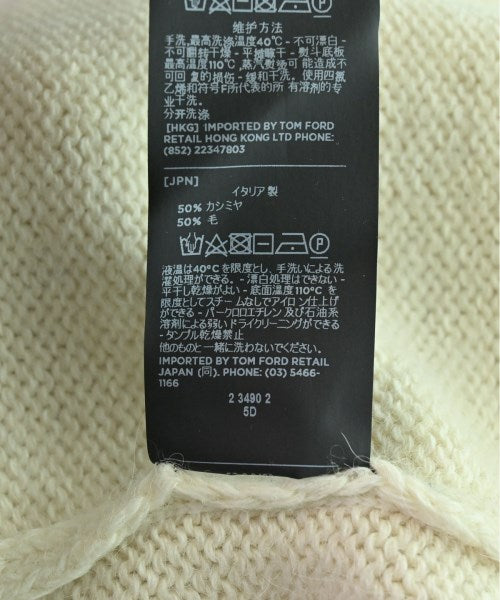 维护方法
手洗,最高洗涤温度40℃ - 不可漂白 -
不可翻转干燥 - 平摊晾干 - 熨斗底板
最高温度110℃,蒸汽熨烫可 能造成不
可回 复的损伤 - 缓和干洗。使用四氯
乙烯和符号F所代表的所 有溶剂的专
业干洗。
分开洗涤
[HKG] IMPORTED BY TOM FORD
RETAIL HONG KONG LTD PHONE:
(852) 22347803
[JPN]
イタリア製
50% カシミヤ
50% 毛
液温は40℃を限度とし、手洗いによる洗
濯処理ができる。- 漂白処理はできない -
平干し乾燥がよい - 底面温度110℃を
限度としてスチームなしでアイロン仕上げ
ができる - パークロロエチレン 及び石油系
溶剤による弱いドライクリーニングができる
- タンブル乾燥禁止
他のものと一緒に洗わないでください。
IMPORTED BY TOM FORD RETAIL
JAPAN (同). PHONE: (03) 5466-
1166
2 3490 2
5D